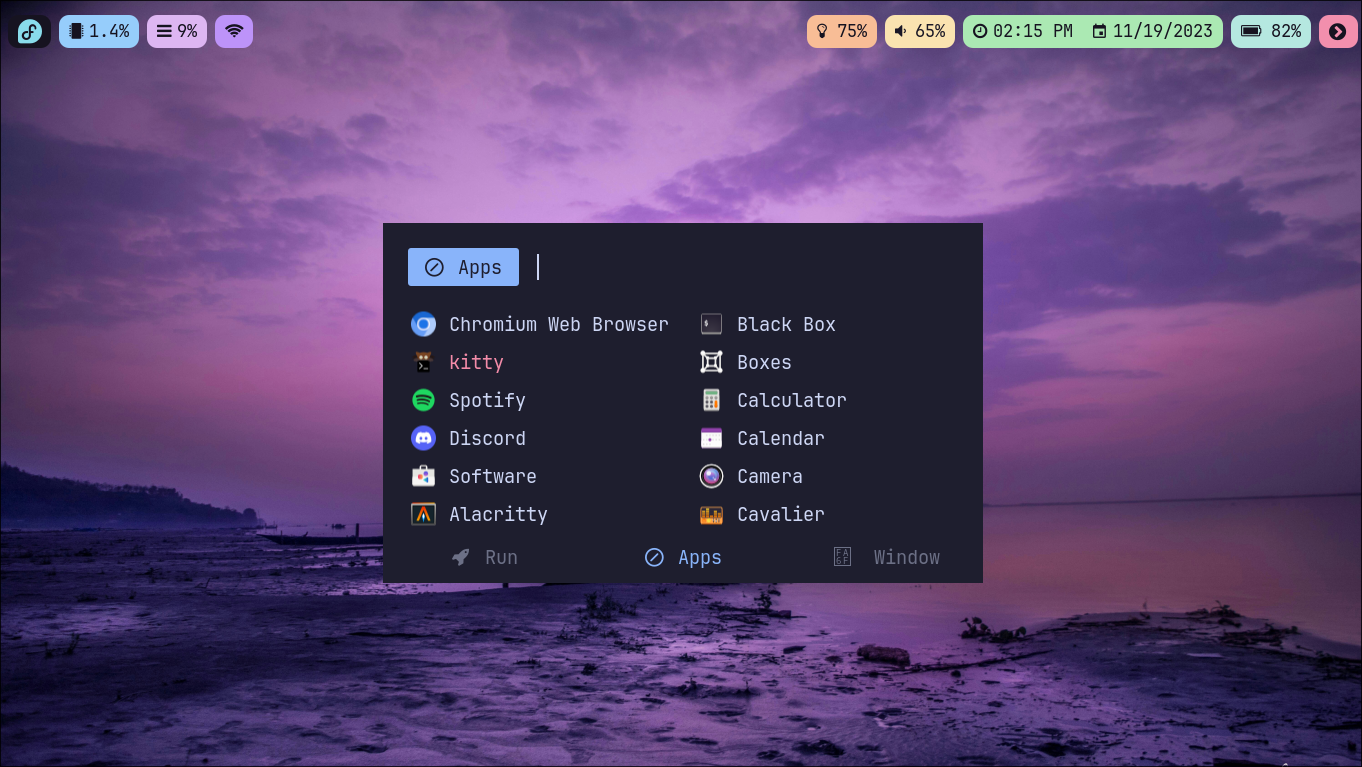 1.4% 9% 75% 65% 02:15 PM 11/19/2023 82%
Apps
Chromium Web Browser
kitty
Spotify
Discord
Software
Alacritty
Black Box
Boxes
Calculator
Calendar
Camera
Cavalier
Run Apps Window